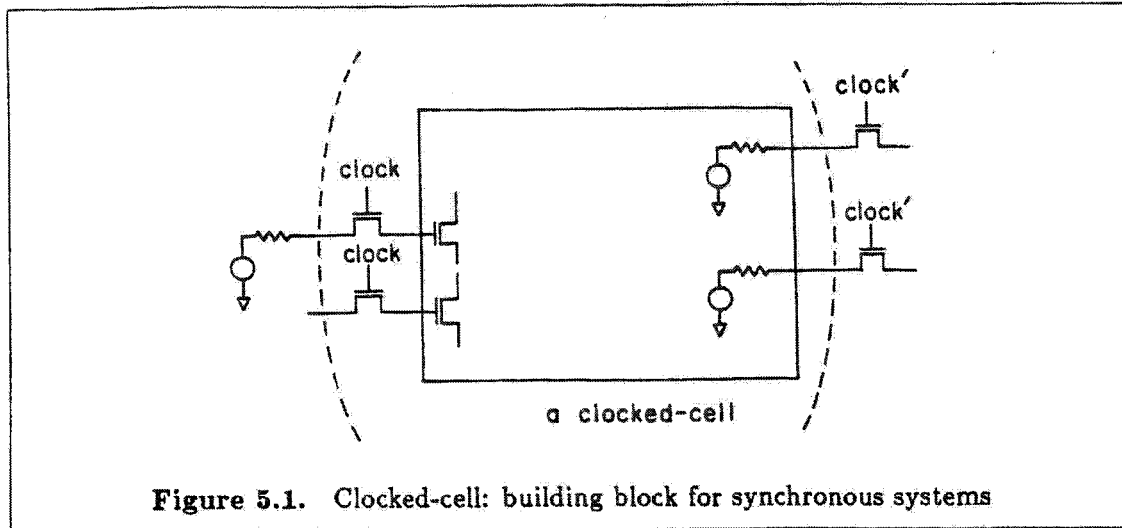 clock'
clock
clock'
clock
a clocked-cell
Figure 5.1. Clocked-cell: building block for synchronous systems